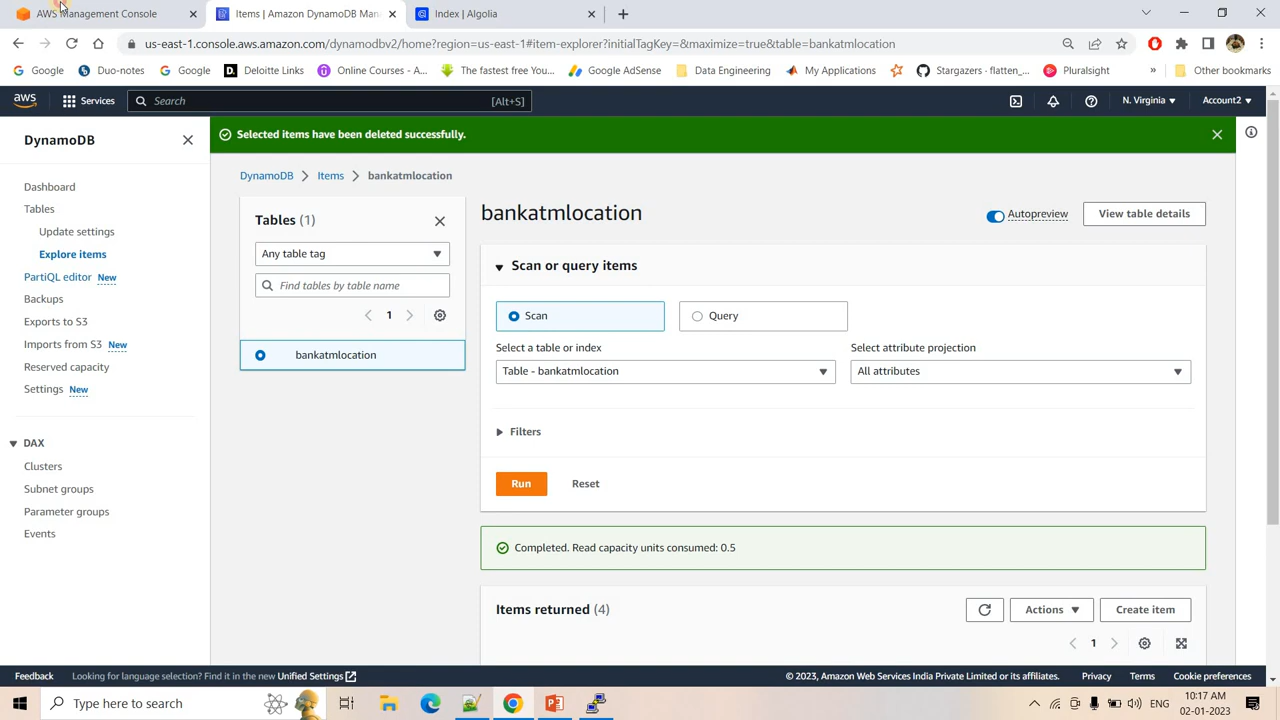 AWS Management Console
Items | Amazon DynamoDB Man
Index | Algolia
us-east-1.console.aws.amazon.com/dynamodbv2/home?region=us-east-1#item-explorer?initialTagKey=&maximize=true&table=bankatmlocation
Google
Duo-notes
Google
Deloitte Links
Online Courses - A...
The fastest free You...
Google AdSense
Data Engineering
My Applications
Stargazers · flatten_...
Pluralsight
»
Other bookmarks
aws
Services
Search
[Alt+S]
N. Virginia
Account2
DynamoDB
Selected items have been deleted successfully.
Dashboard
Tables
Update settings
Explore items
PartiQL editor New
Backups
Exports to S3
Imports from S3 New
Reserved capacity
Settings New
DAX
Clusters
Subnet groups
Parameter groups
Events
DynamoDB
Items
bankatmlocation
Tables (1)
Any table tag
Find tables by table name
1
bankatmlocation
bankatmlocation
Autopreview
View table details
Scan or query items
Scan
Query
Select a table or index
Select attribute projection
Table - bankatmlocation
All attributes
Filters
Run
Reset
Completed. Read capacity units consumed: 0.5
Items returned (4)
Actions
Create item
1
Feedback
Looking for language selection? Find it in the new Unified Settings
© 2023, Amazon Web Services India Private Limited or its affiliates.
Privacy
Terms
Cookie preferences
Type here to search
ENG
10:17 AM
02-01-2023